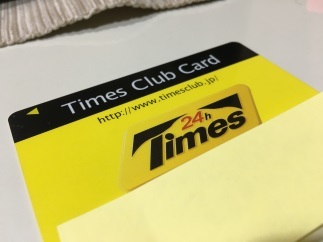 Times Club Card
http://www.timesclub.jp/
24h
Times